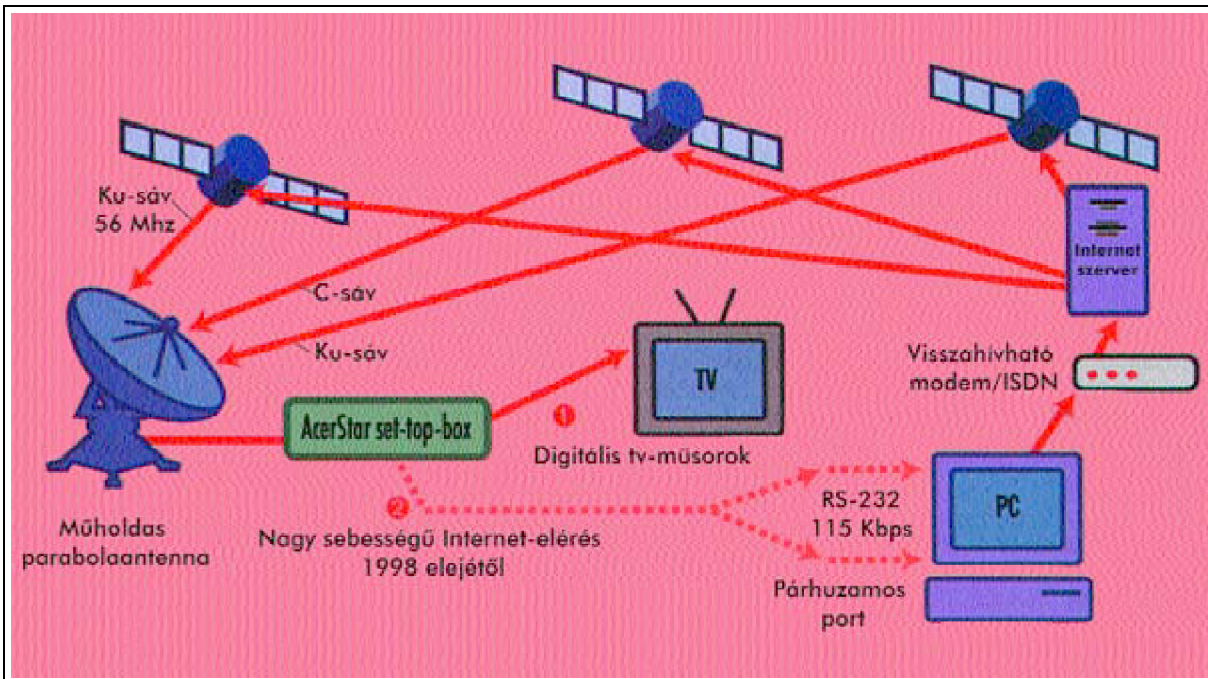 Ku-sáv
56 Mhz
C-sáv
Ku-sáv
Internet
szerver
Visszahívható
modem/ISDN
TV
AcerStar set-top-box
1
Digitális tv-műsorok
2
Nagy sebességű Internet-elérés
1998 elejétől
RS-232
115 Kbps
PC
Párhuzamos
port
Műholdas
parabolaantenna